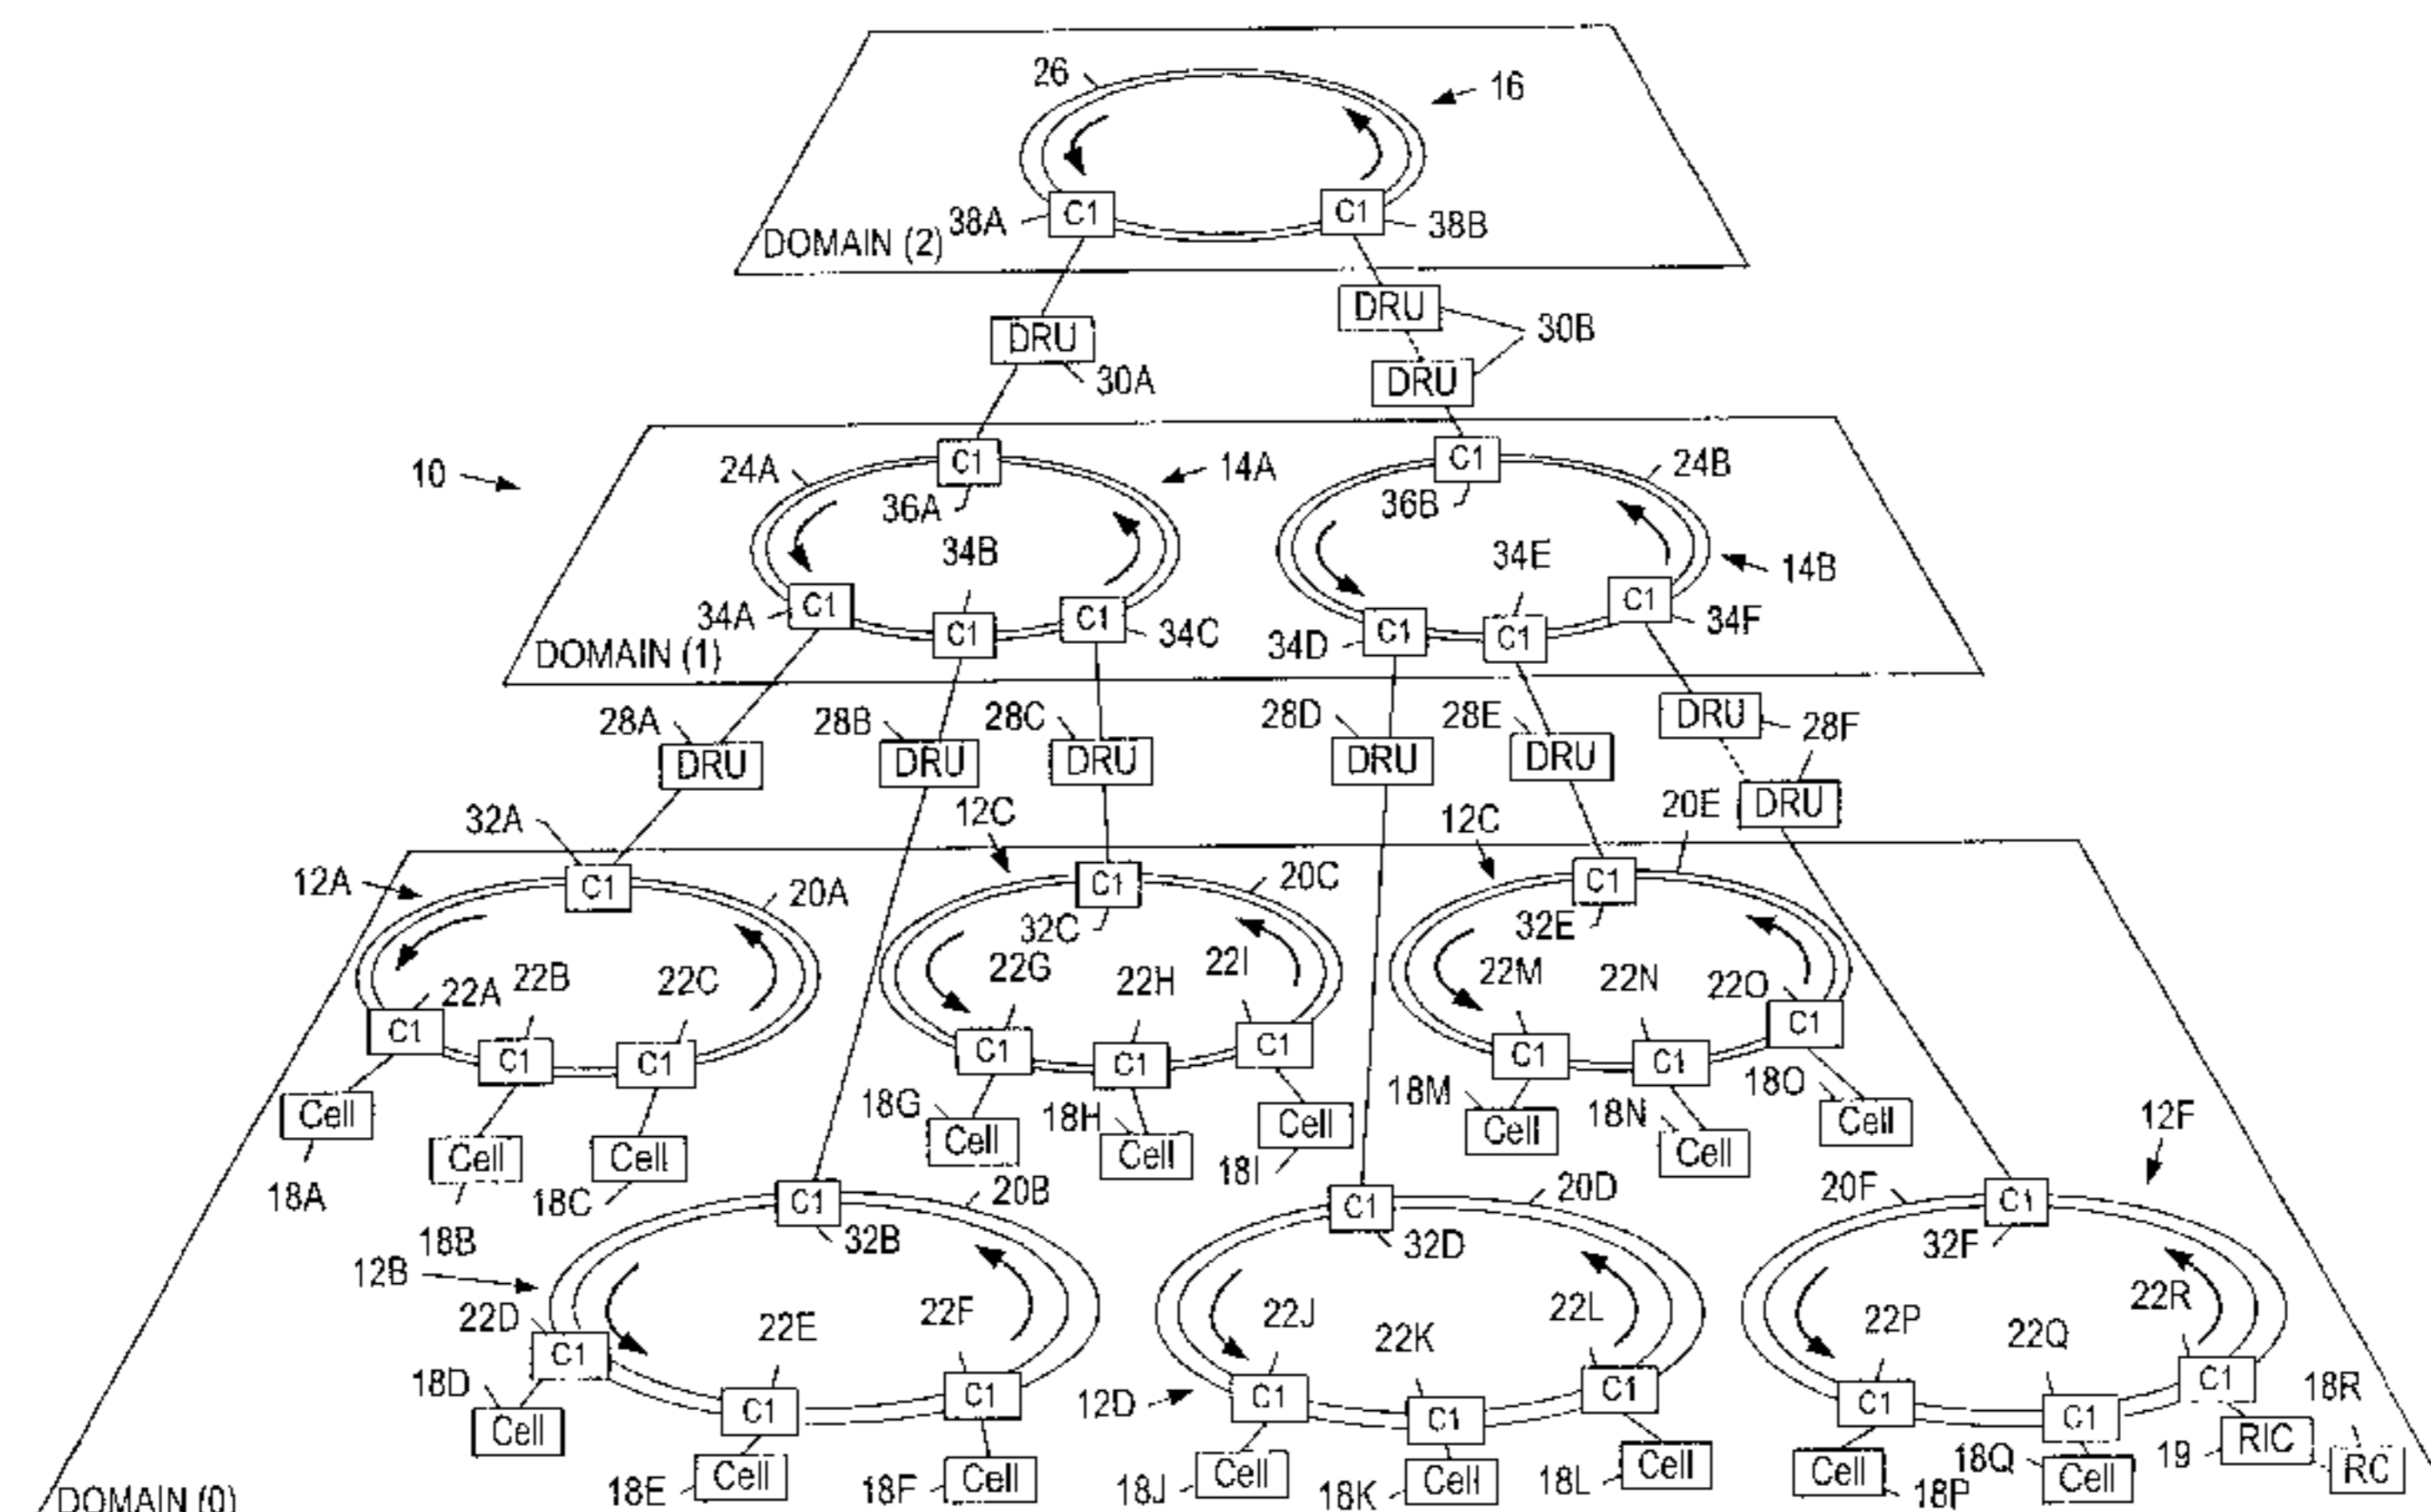 26
16
C1
C1
38A
38B
DOMAIN (2)
DRU
30B
DRU
30A
DRU
10
24A
C1
14A
C1
24B
36A
36B
34B
34E
14B
34A
C1
C1
C1
34C
34D
C1
C1
C1
34F
DOMAIN (1)
28A
28B
28C
28D
28E
DRU
28F
DRU
DRU
DRU
DRU
DRU
DRU
32A
12C
12C
20E
12A
C1
20A
C1
20C
C1
32C
32E
22A
22B
22C
22G
22H
22I
22M
22N
22O
C1
C1
C1
C1
C1
C1
C1
C1
C1
Cell
18A
Cell
18B
Cell
18C
18G
Cell
18H
Cell
Cell
18I
18M
Cell
18N
Cell
18O
Cell
12F
C1
20B
32B
C1
20D
32D
20F
C1
32F
12B
22D
22E
22F
22J
22K
22L
22P
22Q
22R
C1
C1
C1
12D
C1
C1
C1
C1
C1
C1
18R
18D
Cell
18E
Cell
18F
Cell
18J
Cell
18K
Cell
18L
Cell
Cell
18P
18Q
Cell
19
RIC
RC
DOMAIN (0)